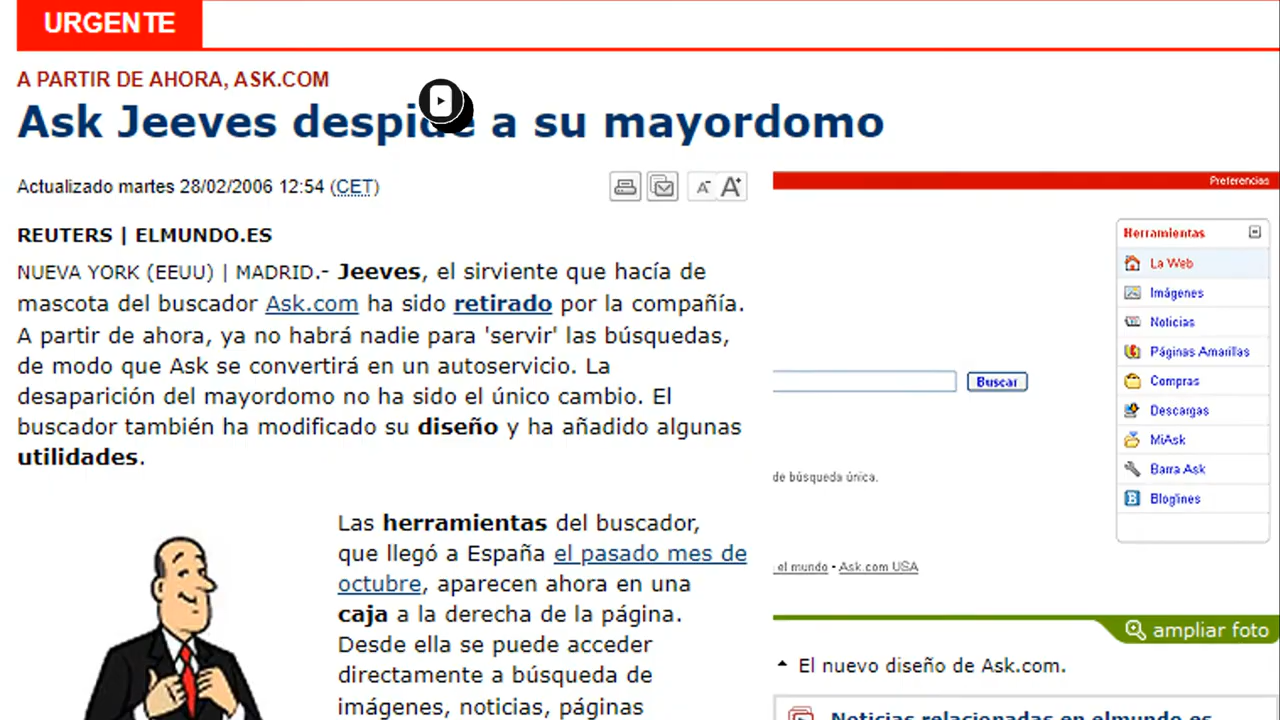 URGENTE
A PARTIR DE AHORA, ASK.COM
Ask Jeeves despide a su mayordomo
Actualizado martes 28/02/2006 12:54 (CET)
A-
A+
REUTERS | ELMUNDO.ES
NUEVA YORK (EEUU) | MADRID.- Jeeves, el sirviente que hacía de
mascota del buscador Ask.com ha sido retirado por la compañía.
A partir de ahora, ya no habrá nadie para 'servir' las búsquedas,
de modo que Ask se convertirá en un autoservicio. La
desaparición del mayordomo no ha sido el único cambio. El
buscador también ha modificado su diseño y ha añadido algunas
utilidades.
Las herramientas del buscador,
que llegó a España el pasado mes de
octubre, aparecen ahora en una
caja a la derecha de la página.
Desde ella se puede acceder
directamente a búsqueda de
imágenes, noticias, páginas
Preferencias
Herramientas
La Web
Imágenes
Noticias
Páginas Amarillas
Compras
Descargas
MiAsk
Barra Ask
Bloglines
Buscar
de búsqueda única.
el mundo • Ask.com USA
ampliar foto
El nuevo diseño de Ask.com.
Noticias relacionadas en elmundo.es